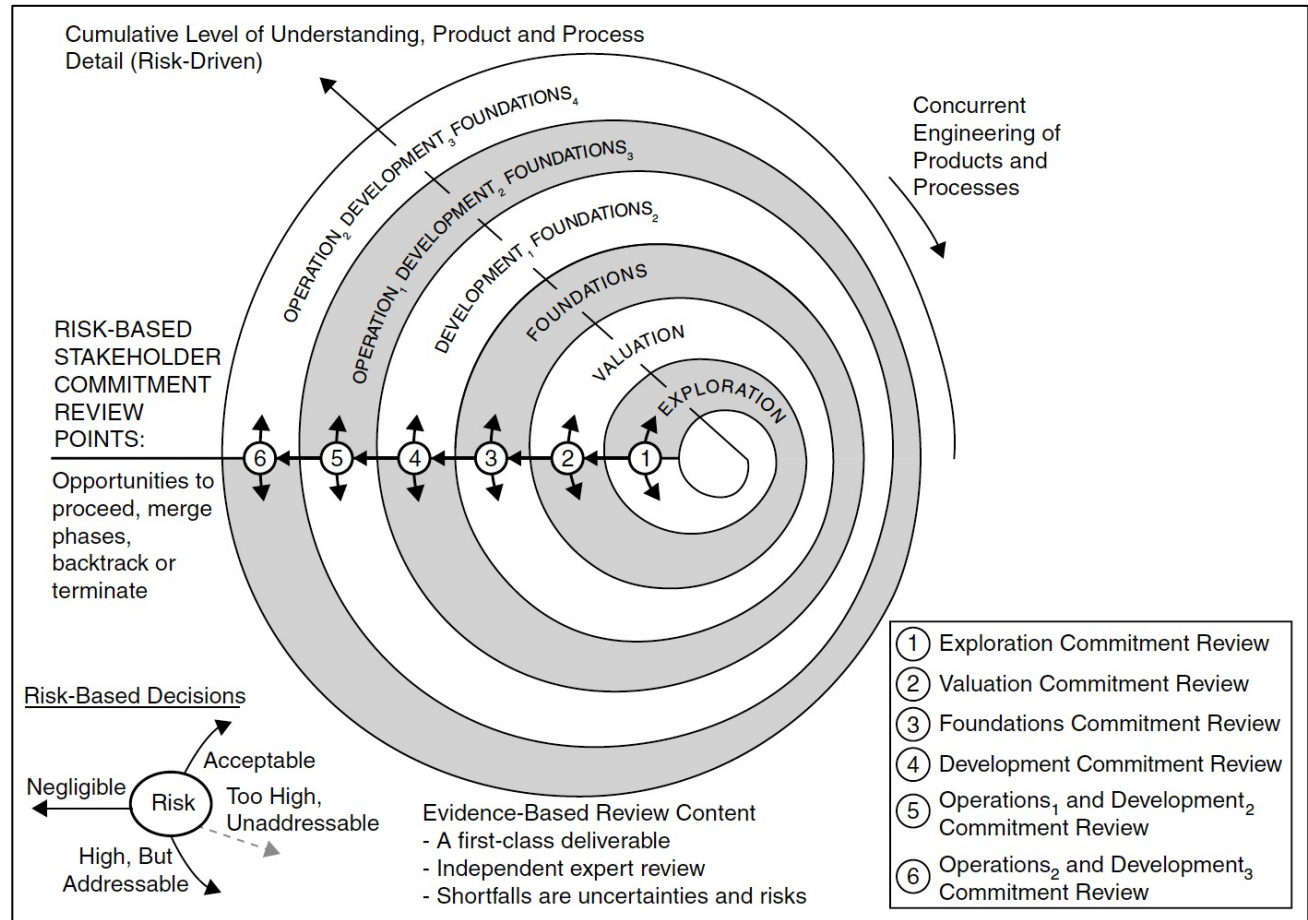 Cumulative Level of Understanding, Product and Process
Detail (Risk-Driven)
Concurrent
Engineering of
Products and
Processes
OPERATION₂ DEVELOPMENT₃ FOUNDATIONS₄
OPERATION₁ DEVELOPMENT₂ FOUNDATIONS₃
DEVELOPMENT₁ FOUNDATIONS₂
FOUNDATIONS
VALUATION
EXPLORATION
RISK-BASED
STAKEHOLDER
COMMITMENT
REVIEW
POINTS:
6 5 4 3 2 1
Opportunities to
proceed, merge
phases,
backtrack or
terminate
Risk-Based Decisions
Acceptable
Negligible
Risk
Too High,
Unaddressable
High, But
Addressable
Evidence-Based Review Content
- A first-class deliverable
- Independent expert review
- Shortfalls are uncertainties and risks
1 Exploration Commitment Review
2 Valuation Commitment Review
3 Foundations Commitment Review
4 Development Commitment Review
5 Operations₁ and Development₂
Commitment Review
6 Operations₂ and Development₃
Commitment Review